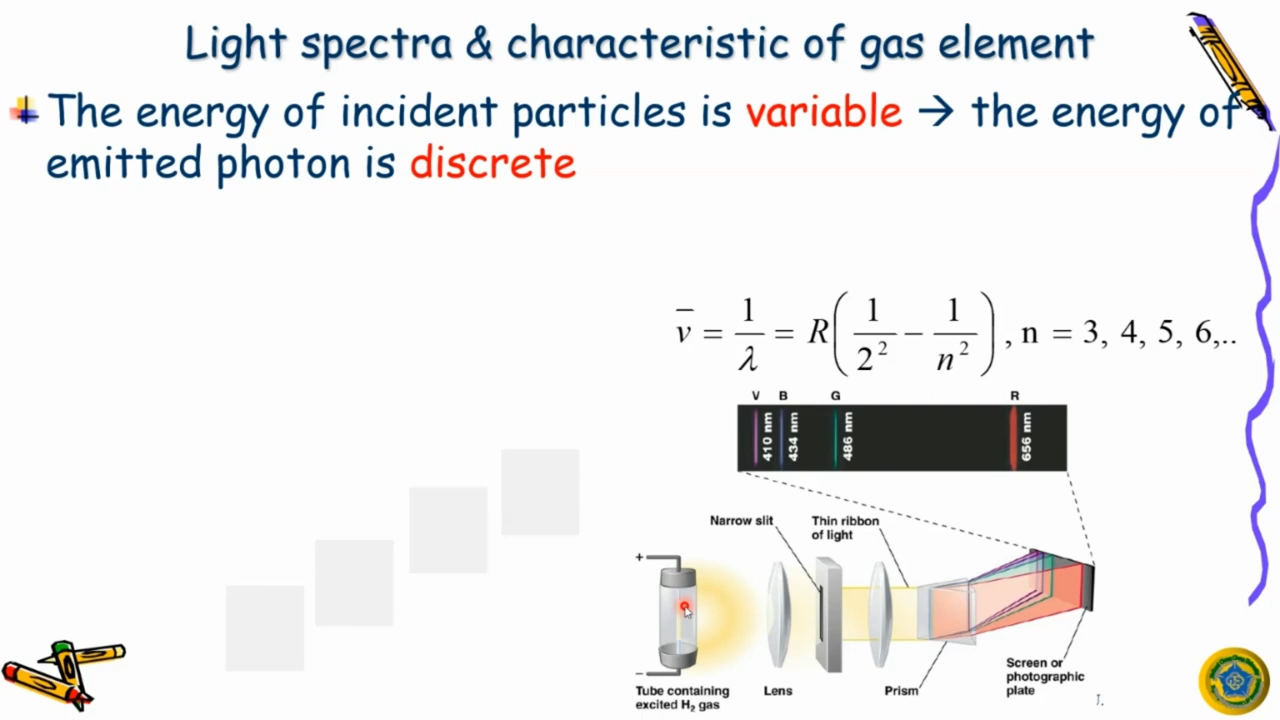 Light spectra & characteristic of gas element
The energy of incident particles is variable → the energy of
emitted photon is discrete
v̅ = 1/λ = R(1/2² − 1/n²), n = 3, 4, 5, 6,..
V B G R
410 nm
434 nm
486 nm
656 nm
Narrow slit
Thin ribbon
of light
+
−
Tube containing
excited H₂ gas
Lens
Prism
Screen or
photographic
plate